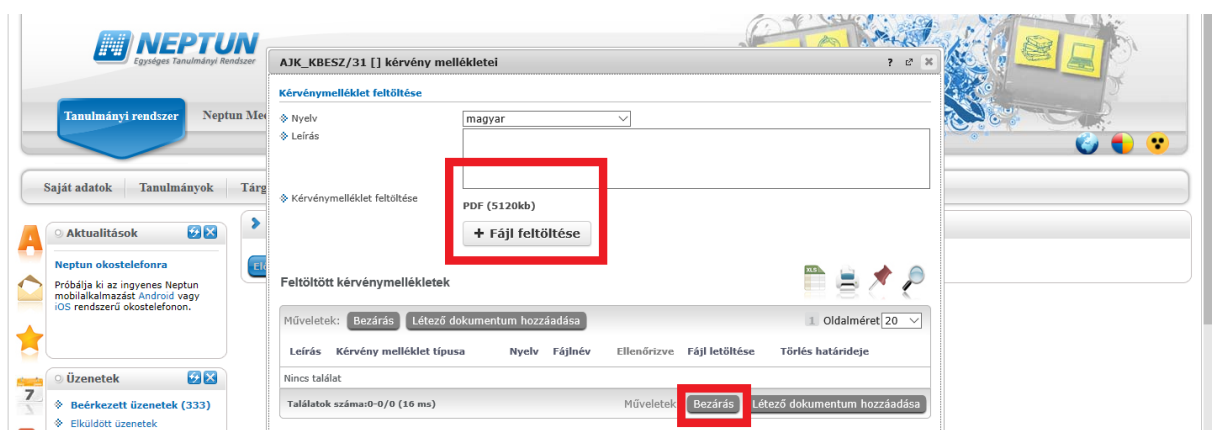 NEPTUN
Egységes Tanulmányi Rendszer
Tanulmányi rendszer
Saját adatok
Tanulmányok
Aktualitások
Neptun okostelefonra
Próbálja ki az ingyenes Neptun
mobilalkalmazást Android vagy
iOS rendszerű okostelefonon.
7
Üzenetek
Beérkezett üzenetek (333)
Elküldött üzenetek
AJK_KBESZ/31 [] kérvény mellékletei
?
Kérvénymelléklet feltöltése
Nyelv magyar
Leírás
Kérvénymelléklet feltöltése
PDF (5120kb)
+ Fájl feltöltése
Feltöltött kérvénymellékletek
XLS
Műveletek: Bezárás Létező dokumentum hozzáadása 1 Oldalméret 20
Leírás Kérvény melléklet típusa Nyelv Fájlnév Ellenőrizve Fájl letöltése Törlés határideje
Nincs találat
Találatok száma:0-0/0 (16 ms) Műveletek Bezárás Létező dokumentum hozzáadása